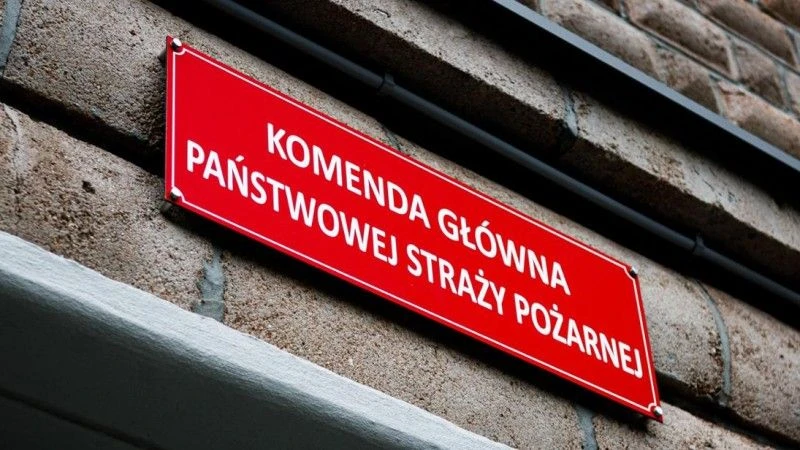 KOMENDA GŁÓWNA
PAŃSTWOWEJ STRAŻY POŻARNEJ